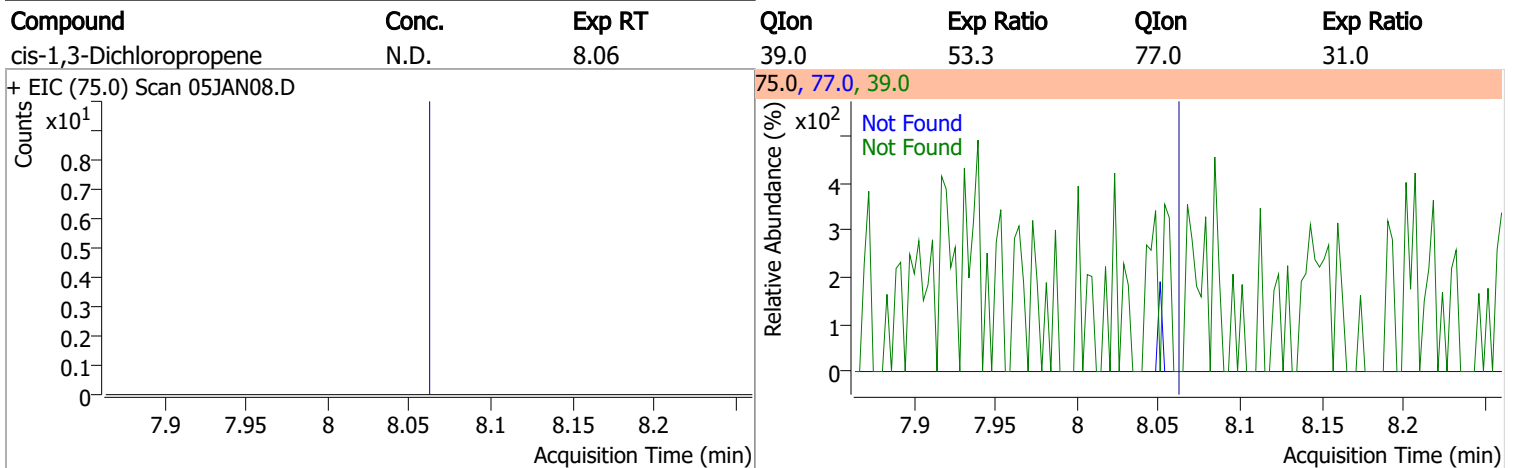 Compound Conc. Exp RT QIon Exp Ratio QIon Exp Ratio
cis-1,3-Dichloropropene N.D. 8.06 39.0 53.3 77.0 31.0
+ EIC (75.0) Scan 05JAN08.D
Counts
x10¹
0.8
0.7
0.6
0.5
0.4
0.3
0.2
0.1
0
7.9 7.95 8 8.05 8.1 8.15 8.2
Acquisition Time (min)
75.0, 77.0, 39.0
Relative Abundance (%)
x10²
Not Found
Not Found
4
3
2
1
0
7.9 7.95 8 8.05 8.1 8.15 8.2
Acquisition Time (min)